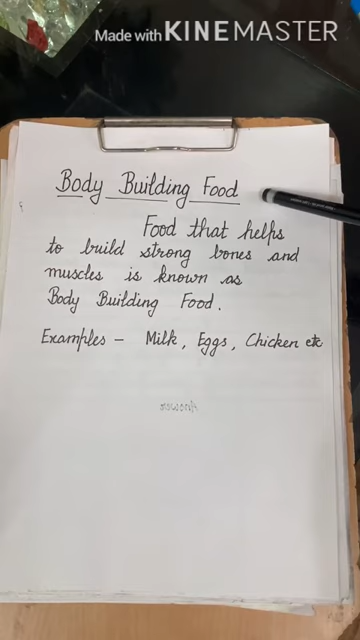 Made with KINEMASTER
Body Building Food
Food that helps
to build strong bones and
muscles is known as
Body Building Food.
Examples – Milk, Eggs, Chicken etc
Answer